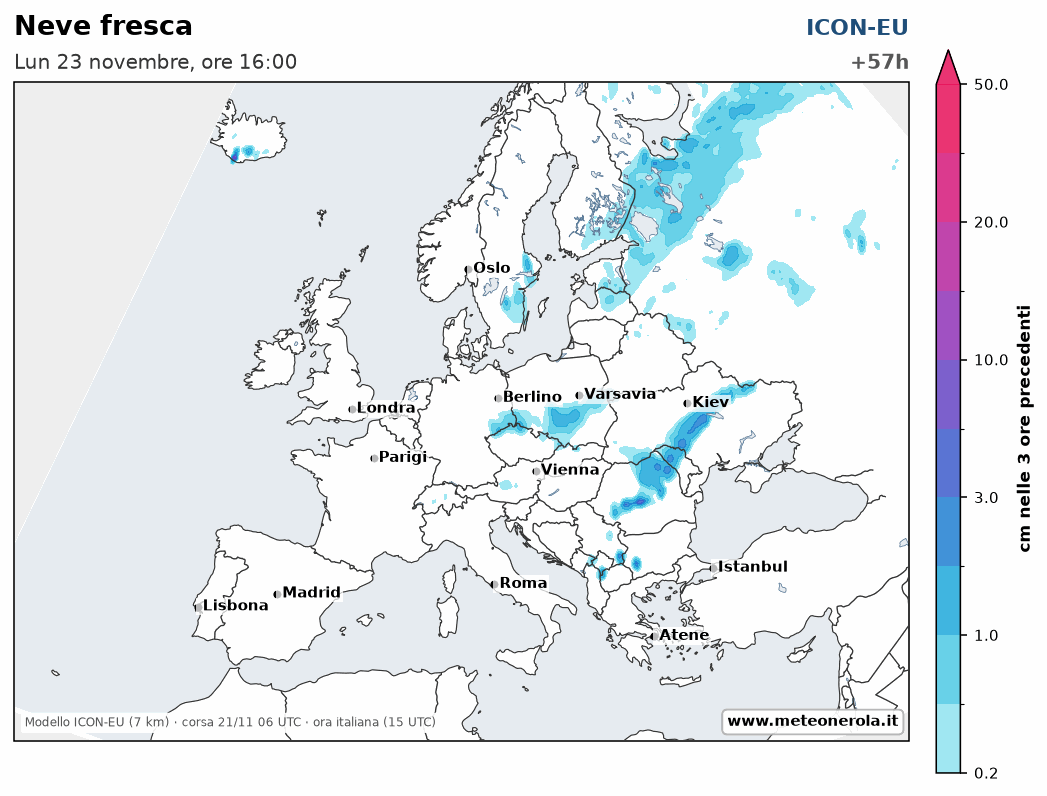 Neve fresca
ICON-EU
Lun 23 novembre, ore 16:00
+57h
50.0
20.0
10.0
3.0
1.0
0.2
cm nelle 3 ore precedenti
Oslo
Berlino
Varsavia
Kiev
Londra
Parigi
Vienna
Istanbul
Roma
Madrid
Lisbona
Atene
Modello ICON-EU (7 km) · corsa 21/11 06 UTC · ora italiana (15 UTC)
www.meteonerola.it